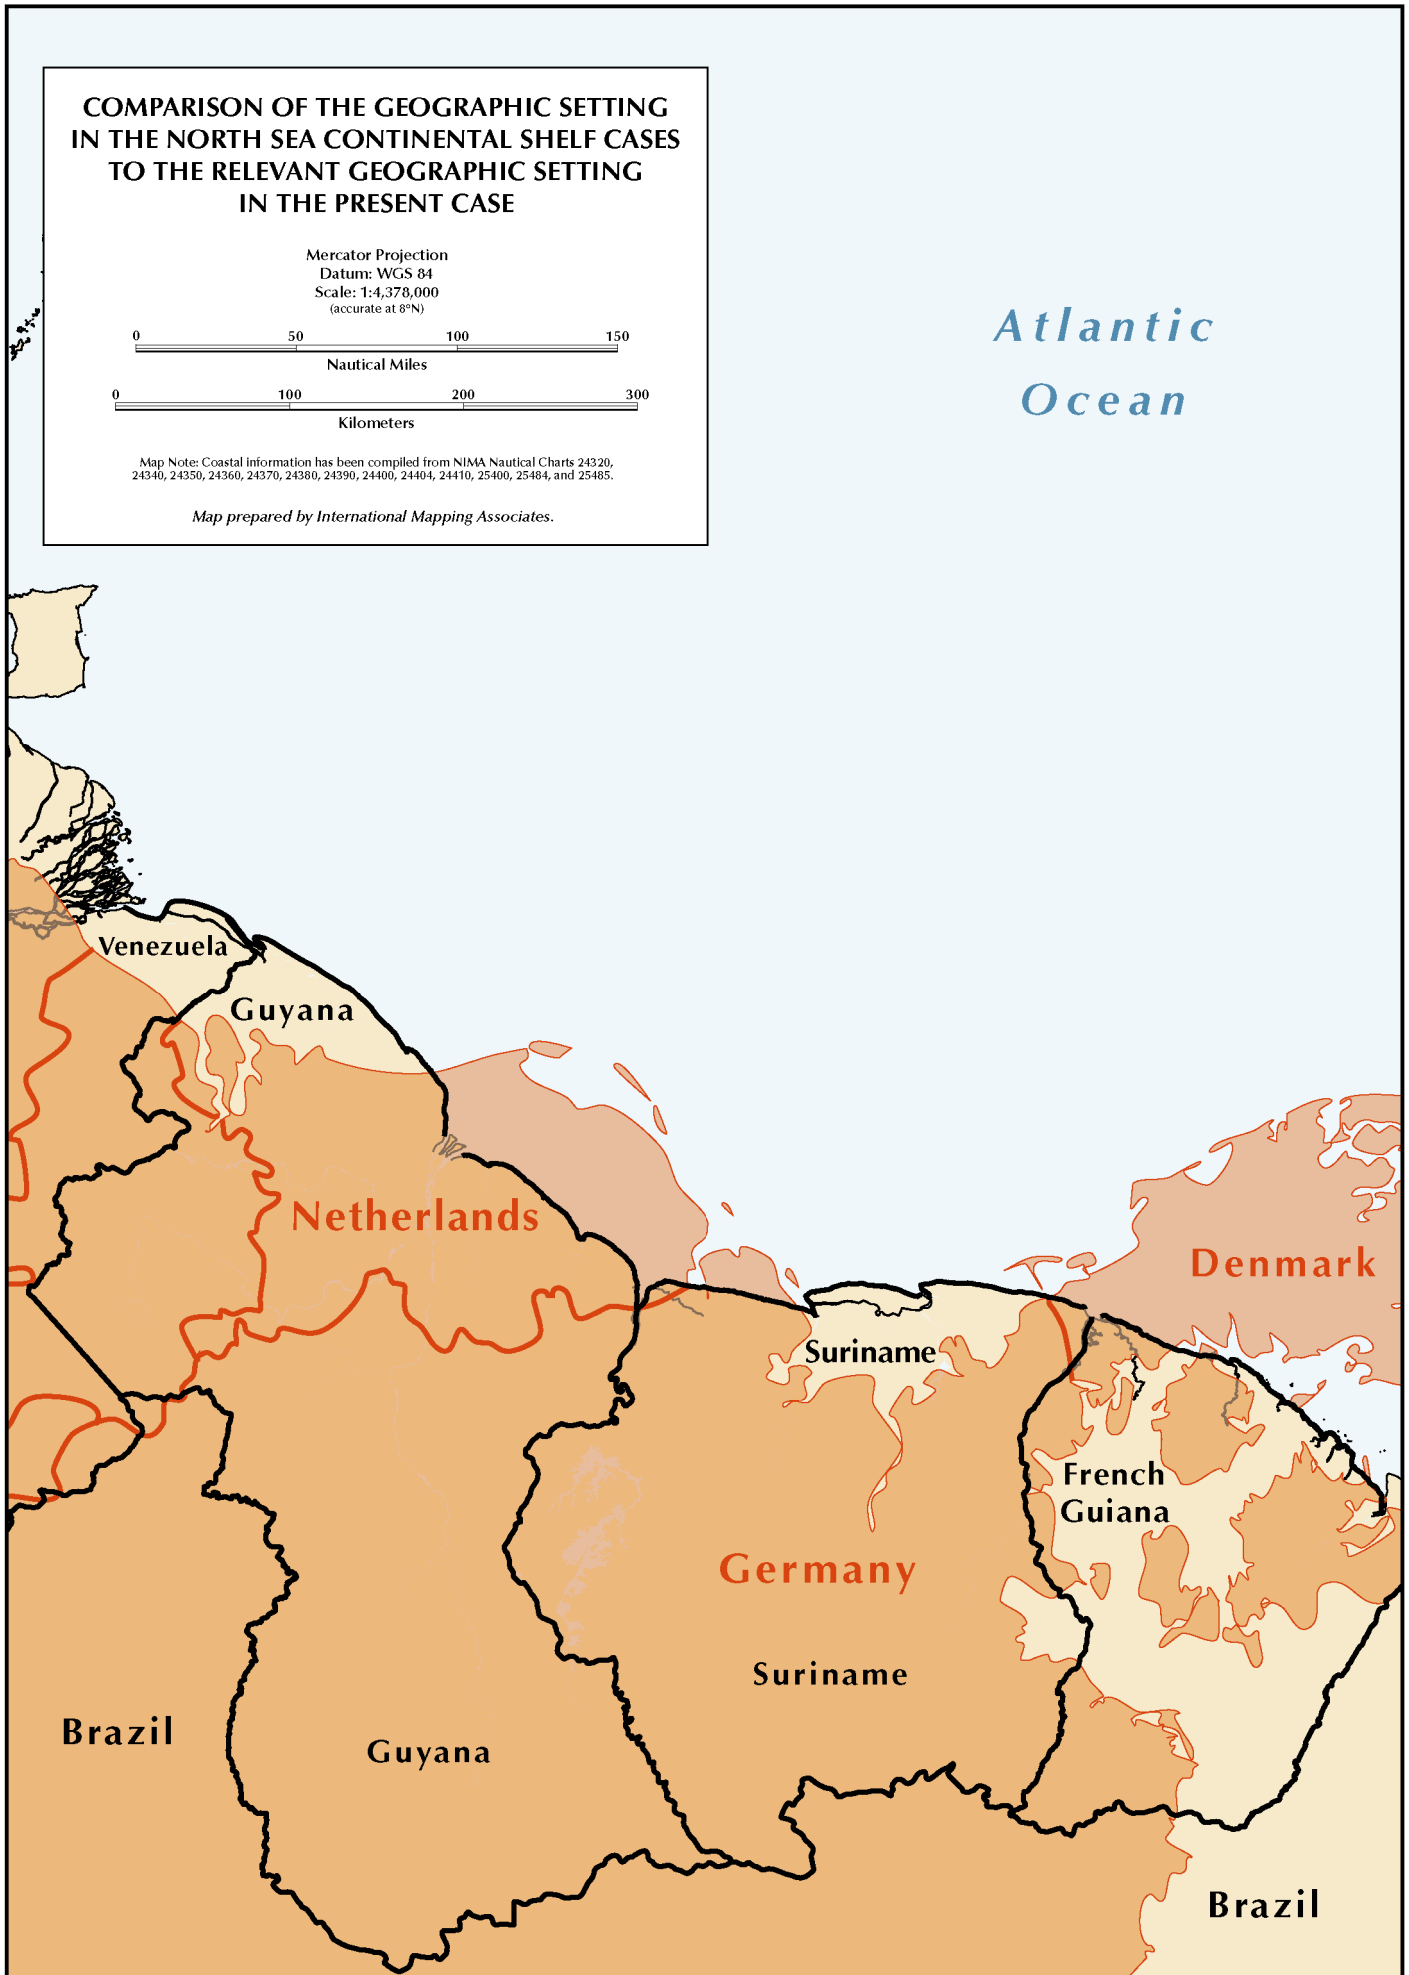 COMPARISON OF THE GEOGRAPHIC SETTING
IN THE NORTH SEA CONTINENTAL SHELF CASES
TO THE RELEVANT GEOGRAPHIC SETTING
IN THE PRESENT CASE
Mercator Projection
Datum: WGS 84
Scale: 1:4,378,000
(accurate at 8°N)
0 50 100 150
Nautical Miles
0 100 200 300
Kilometers
Map Note: Coastal information has been compiled from NIMA Nautical Charts 24320,
24340, 24350, 24360, 24370, 24380, 24390, 24400, 24404, 24410, 25400, 25484, and 25485.
Map prepared by International Mapping Associates.
Atlantic
Ocean
Venezuela
Guyana
Netherlands
Denmark
Suriname
French
Guiana
Germany
Suriname
Brazil
Guyana
Brazil